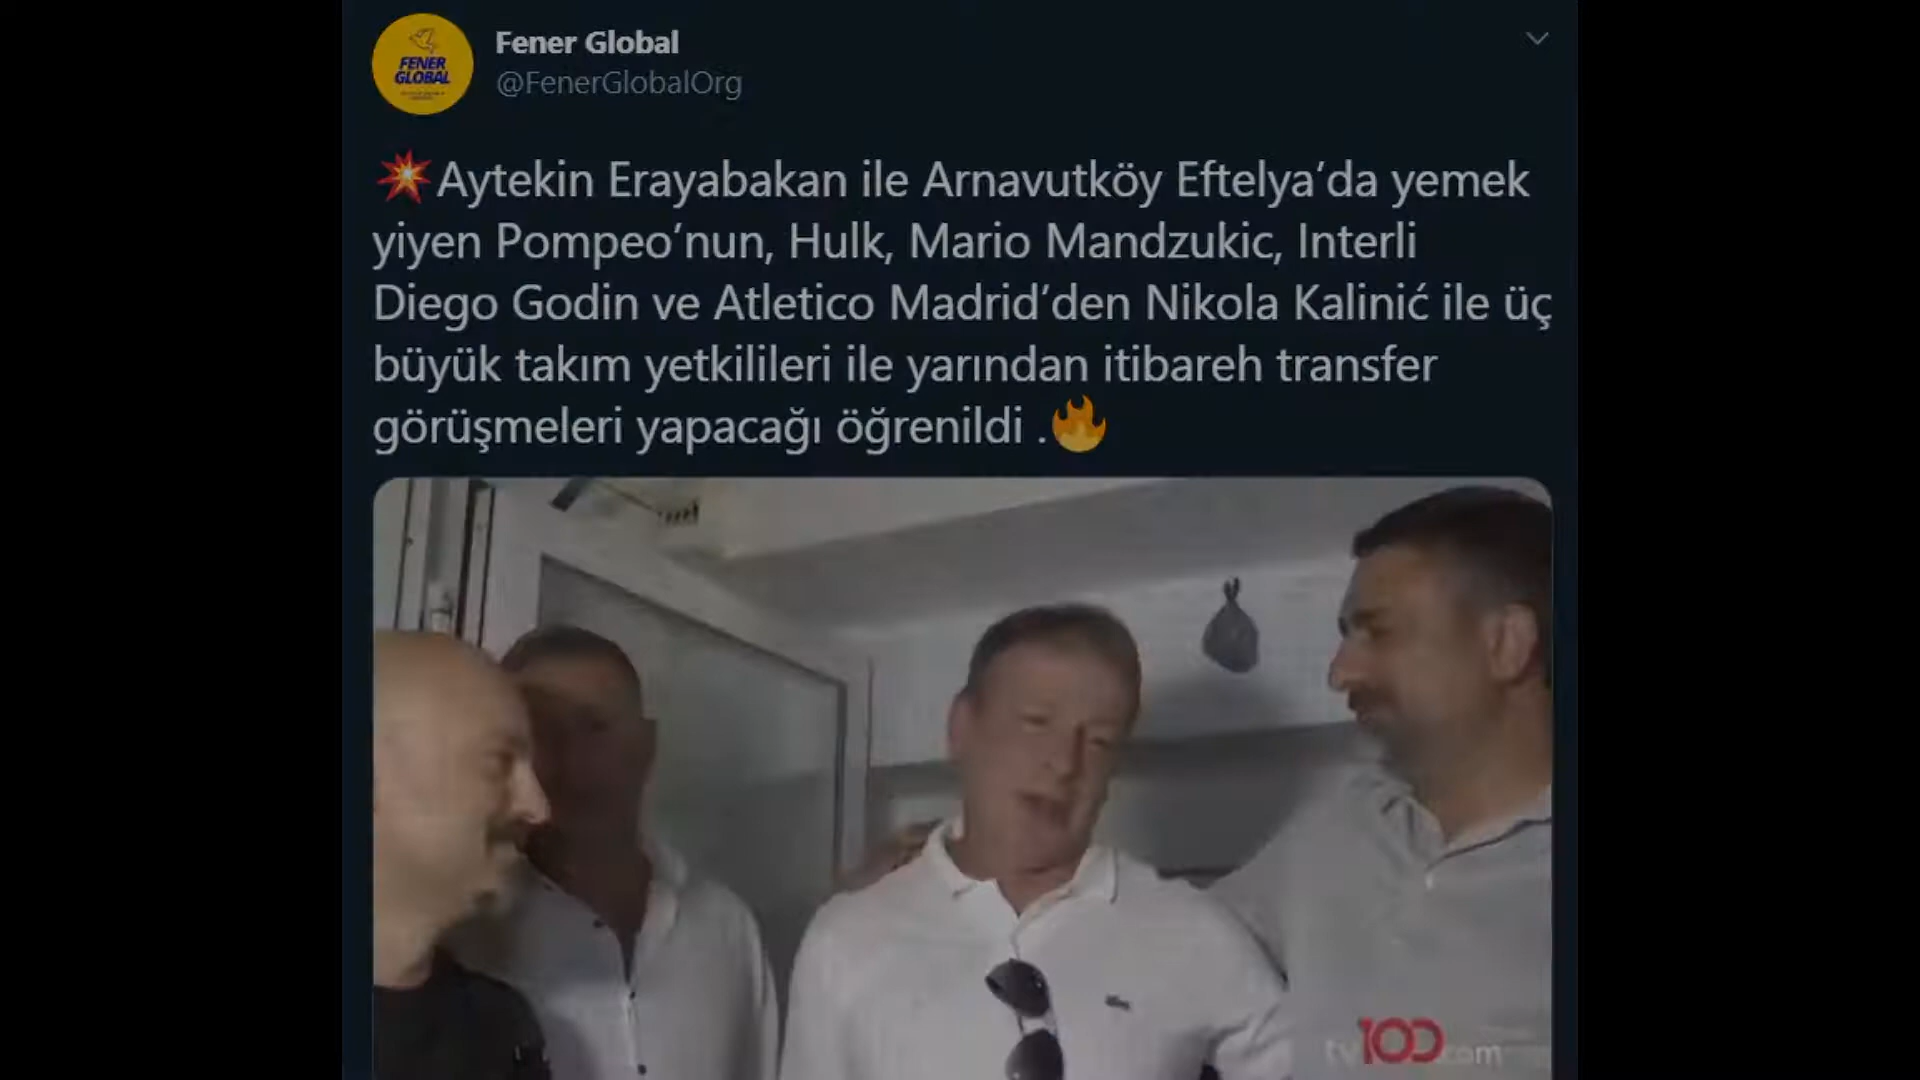 FENER
GLOBAL
Fener Global
@FenerGlobalOrg
💥Aytekin Erayabakan ile Arnavutköy Eftelya’da yemek
yiyen Pompeo’nun, Hulk, Mario Mandzukic, Interli
Diego Godin ve Atletico Madrid’den Nikola Kalinić ile üç
büyük takım yetkilileri ile yarından itibareh transfer
görüşmeleri yapacağı öğrenildi .🔥
tv100.com